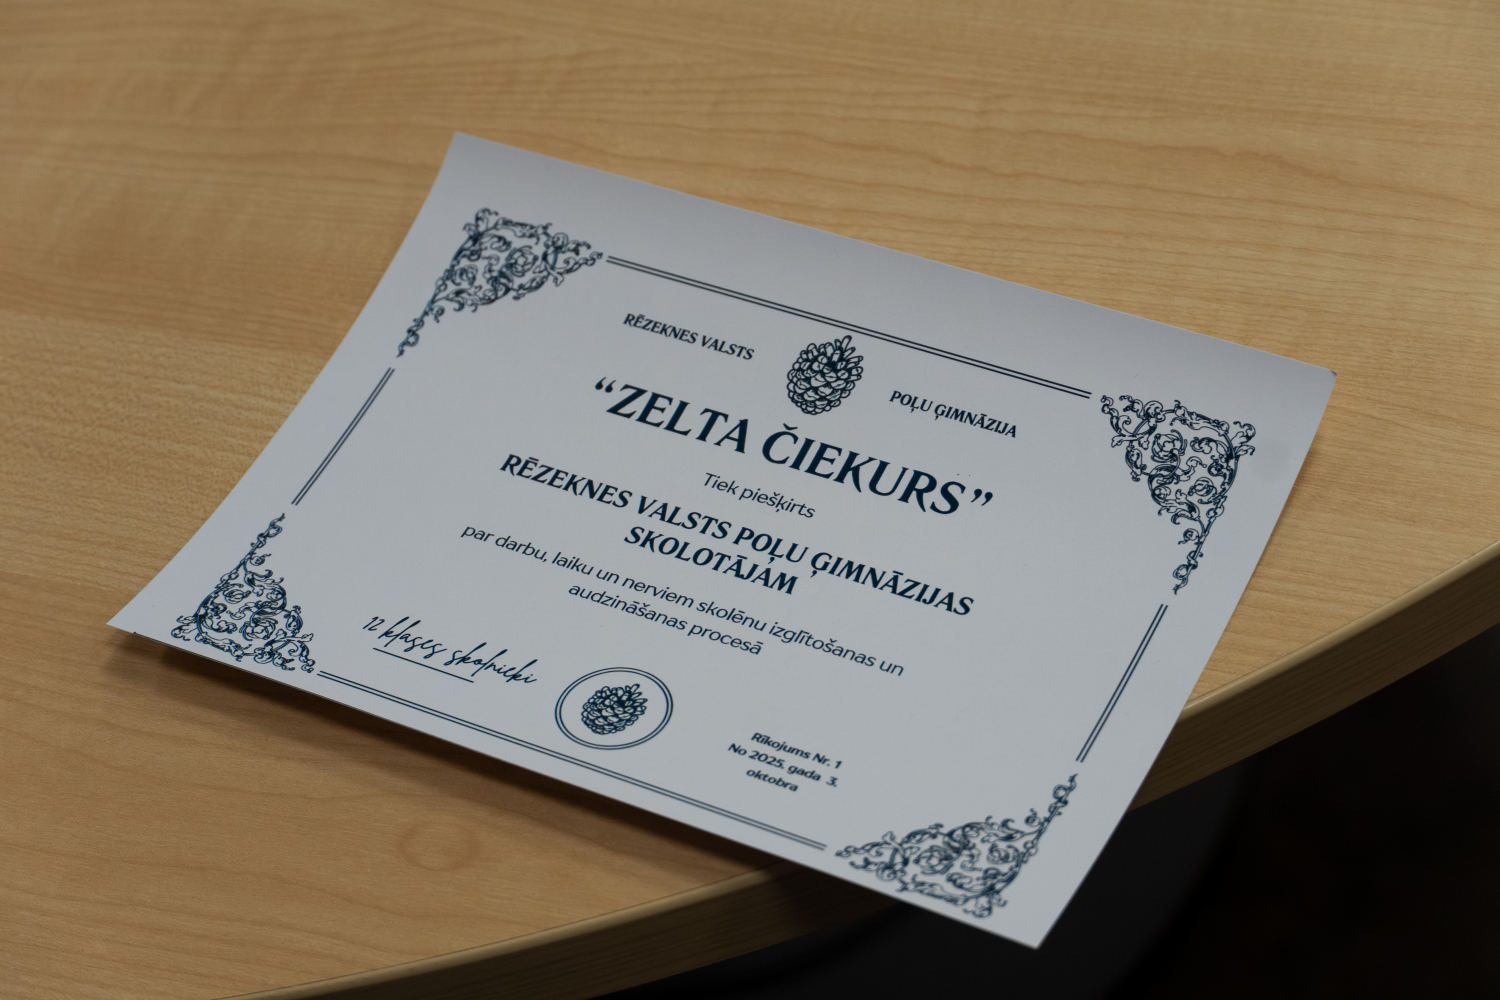 RĒZEKNES VALSTS
POĻU ĢIMNĀZIJA
“ZELTA ČIEKURS”
Tiek piešķirts
RĒZEKNES VALSTS POĻU ĢIMNĀZIJAS
SKOLOTĀJAM
par darbu, laiku un nerviem skolēnu izglītošanas un
audzināšanas procesā
12 klases skolnieki
Rīkojums Nr. 1
No 2025. gada 3.
oktobra